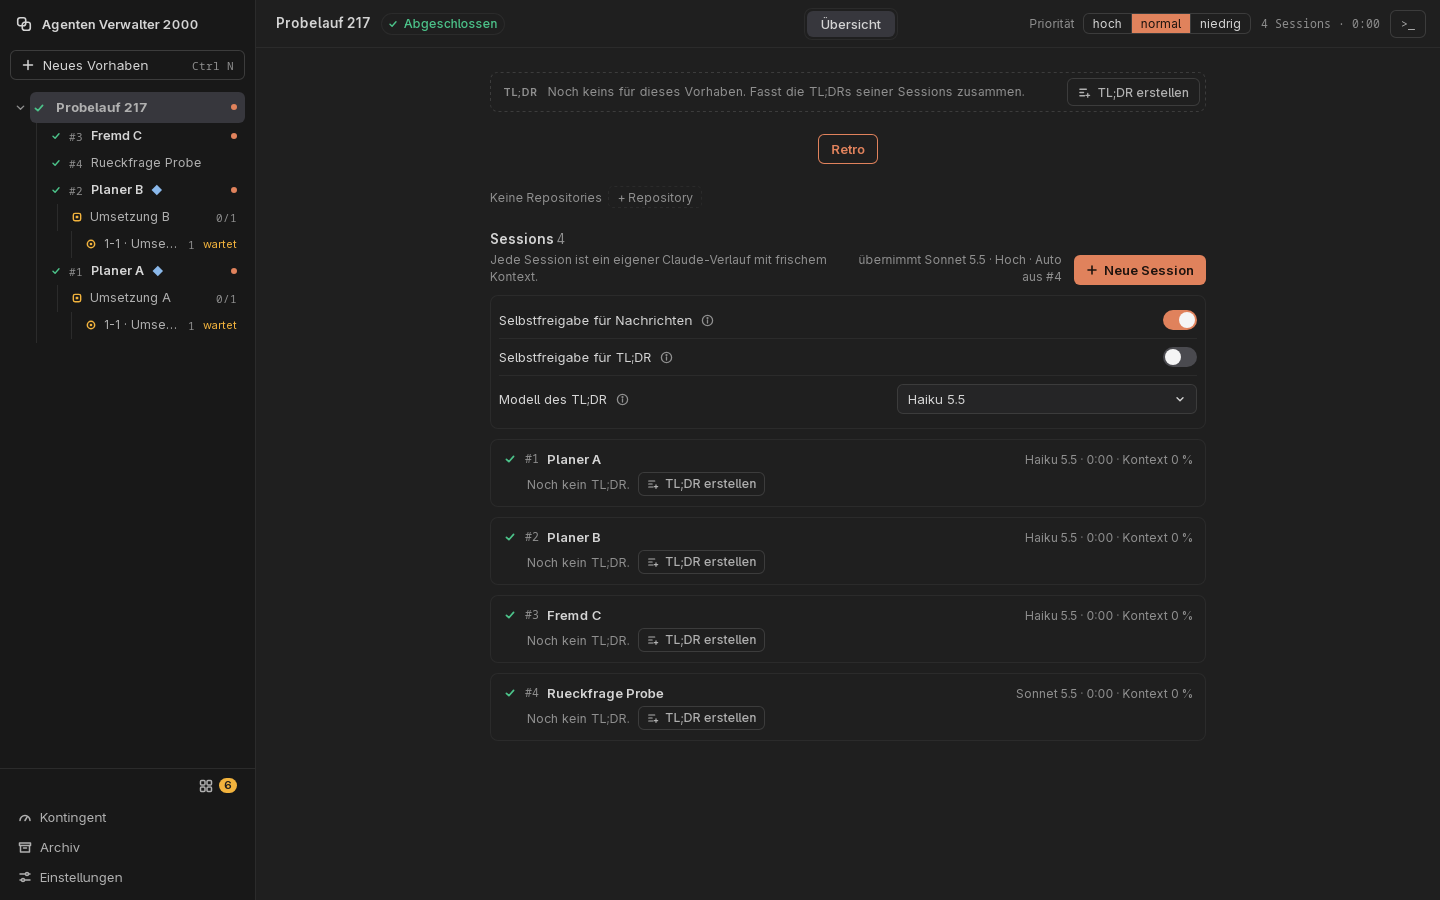 Agenten Verwalter 2000
Neues Vorhaben Ctrl N
Probelauf 217
#3 Fremd C
#4 Rueckfrage Probe
#2 Planer B
Umsetzung B 0/1
1-1 · Umse… 1 wartet
#1 Planer A
Umsetzung A 0/1
1-1 · Umse… 1 wartet
6
Kontingent
Archiv
Einstellungen
Probelauf 217 Abgeschlossen
Übersicht
Priorität hoch normal niedrig 4 Sessions · 0:00 >_
TL;DR Noch keins für dieses Vorhaben. Fasst die TL;DRs seiner Sessions zusammen. TL;DR erstellen
Retro
Keine Repositories + Repository
Sessions 4
Jede Session ist ein eigener Claude-Verlauf mit frischem
Kontext.
übernimmt Sonnet 5.5 · Hoch · Auto
aus #4
+ Neue Session
Selbstfreigabe für Nachrichten
Selbstfreigabe für TL;DR
Modell des TL;DR Haiku 5.5
#1 Planer A Haiku 5.5 · 0:00 · Kontext 0 %
Noch kein TL;DR. TL;DR erstellen
#2 Planer B Haiku 5.5 · 0:00 · Kontext 0 %
Noch kein TL;DR. TL;DR erstellen
#3 Fremd C Haiku 5.5 · 0:00 · Kontext 0 %
Noch kein TL;DR. TL;DR erstellen
#4 Rueckfrage Probe Sonnet 5.5 · 0:00 · Kontext 0 %
Noch kein TL;DR. TL;DR erstellen